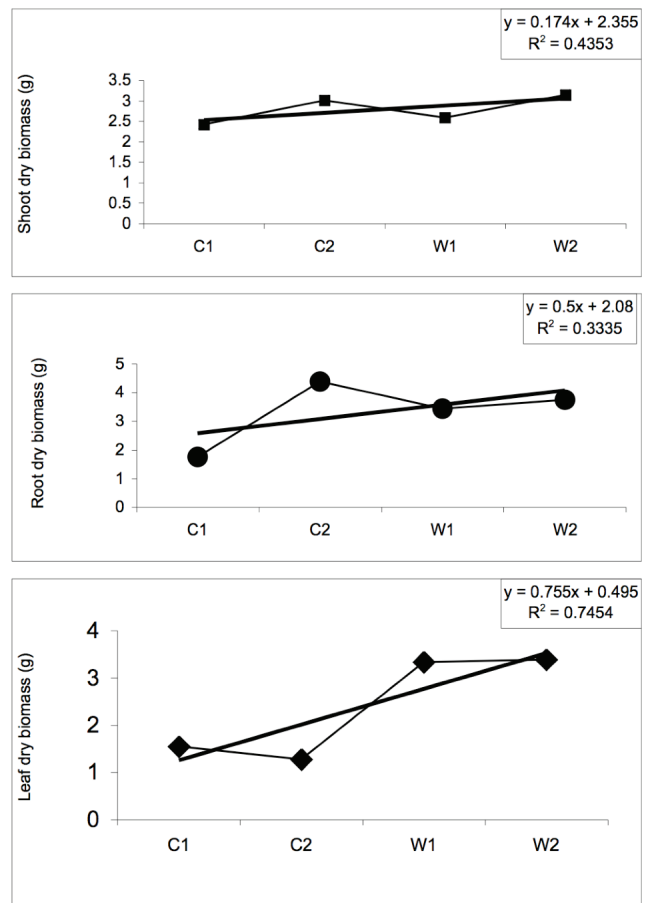 y = 0.174x + 2.355
R² = 0.4353
Shoot dry biomass (g)
3.5
3
2.5
2
1.5
1
0.5
0
C1 C2 W1 W2
y = 0.5x + 2.08
R² = 0.3335
Root dry biomass (g)
5
4
3
2
1
0
C1 C2 W1 W2
y = 0.755x + 0.495
R² = 0.7454
Leaf dry biomass (g)
4
3
2
1
0
C1 C2 W1 W2